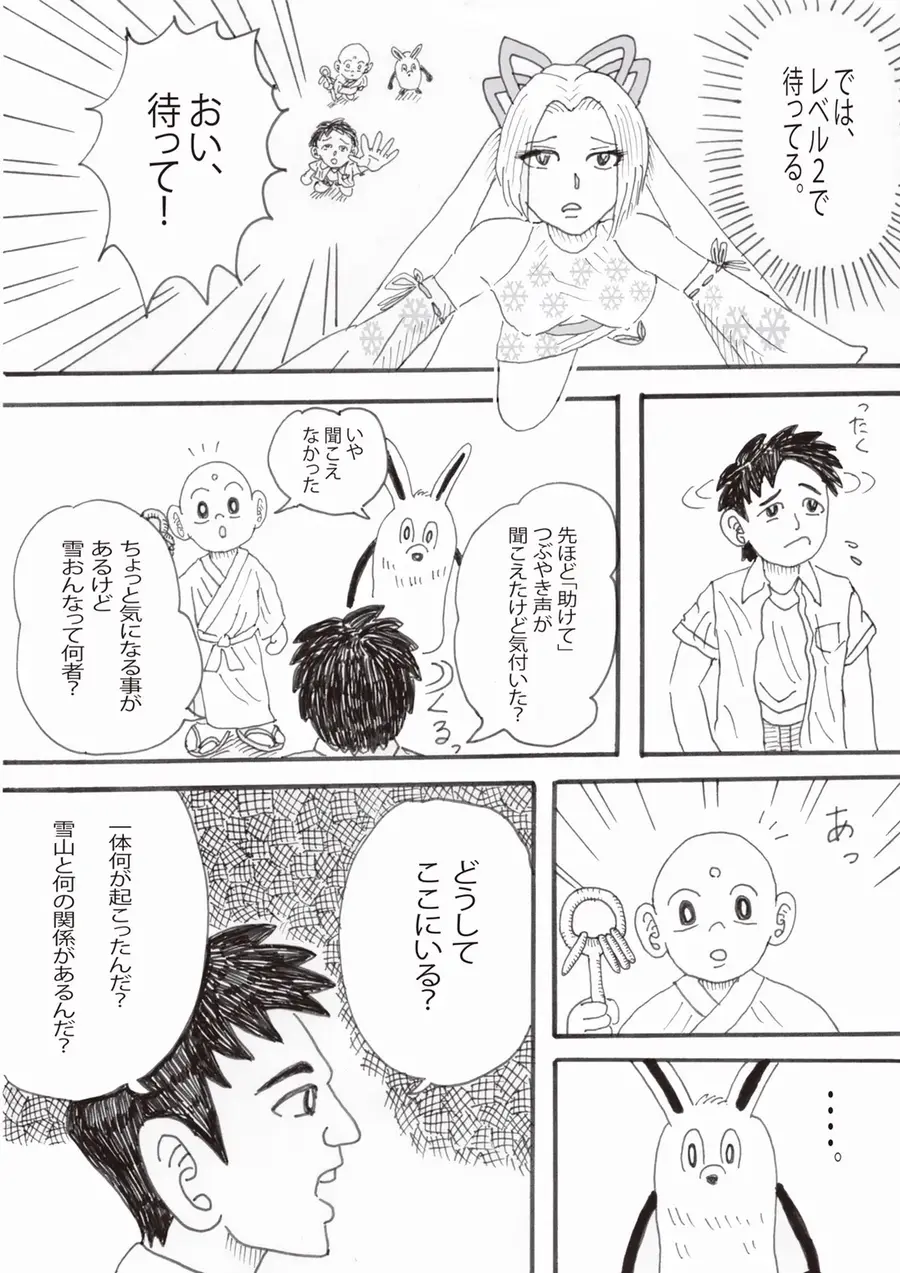 では、
レベル２で
待ってる。
おい、
待って！
ったく
先ほど「助けて」
つぶやき声が
聞こえたけど気付いた？
くるっ
いや
聞こえ
なかった
ちょっと気になる事が
あるけど
雪おんなって何者？
あっ
‥‥。
どうして
ここにいる？
一体何が起こったんだ？
雪山と何の関係があるんだ？